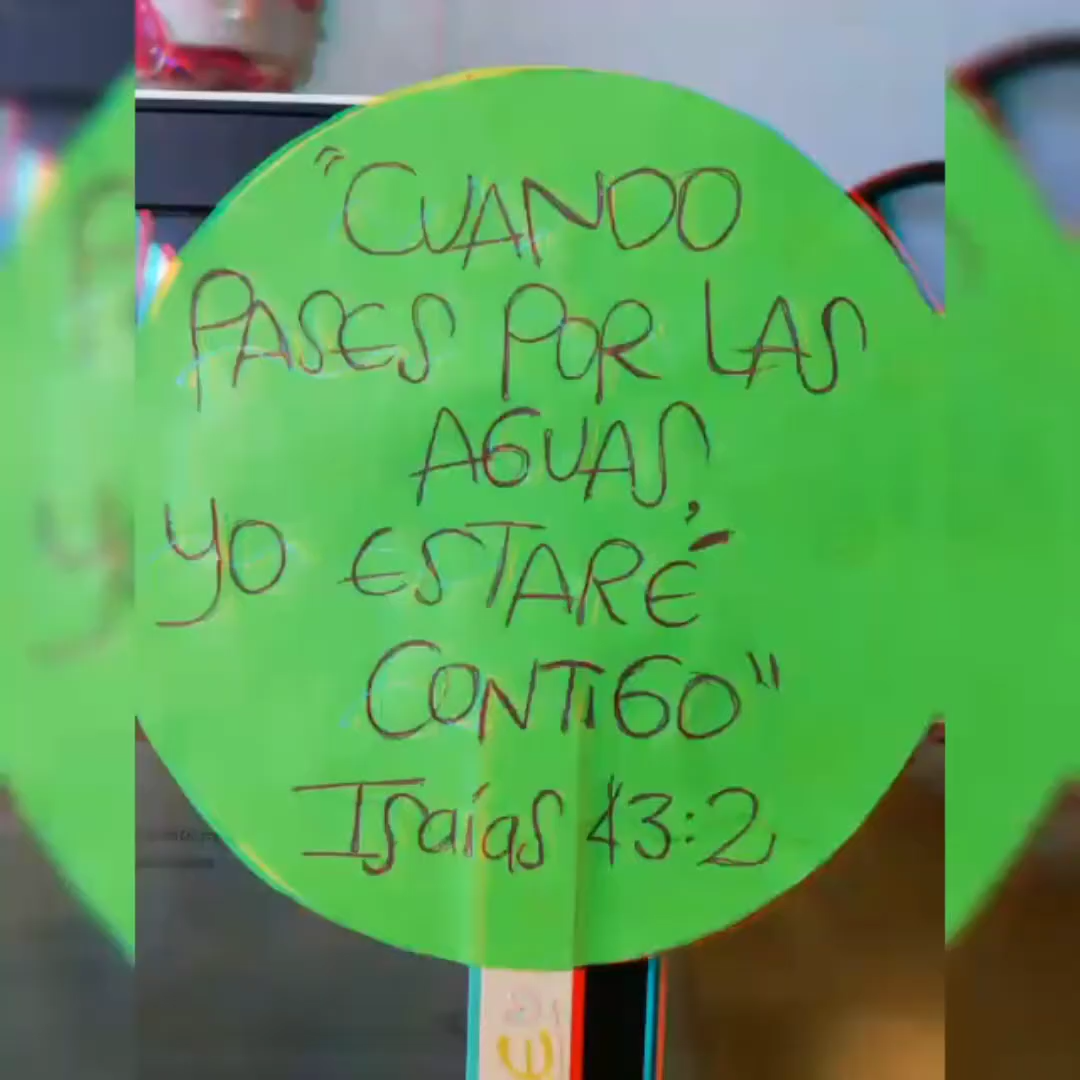 "CUANDO
PASES POR LAS
AGUAS,
YO ESTARÉ
CONTIGO"
Isaías 43:2